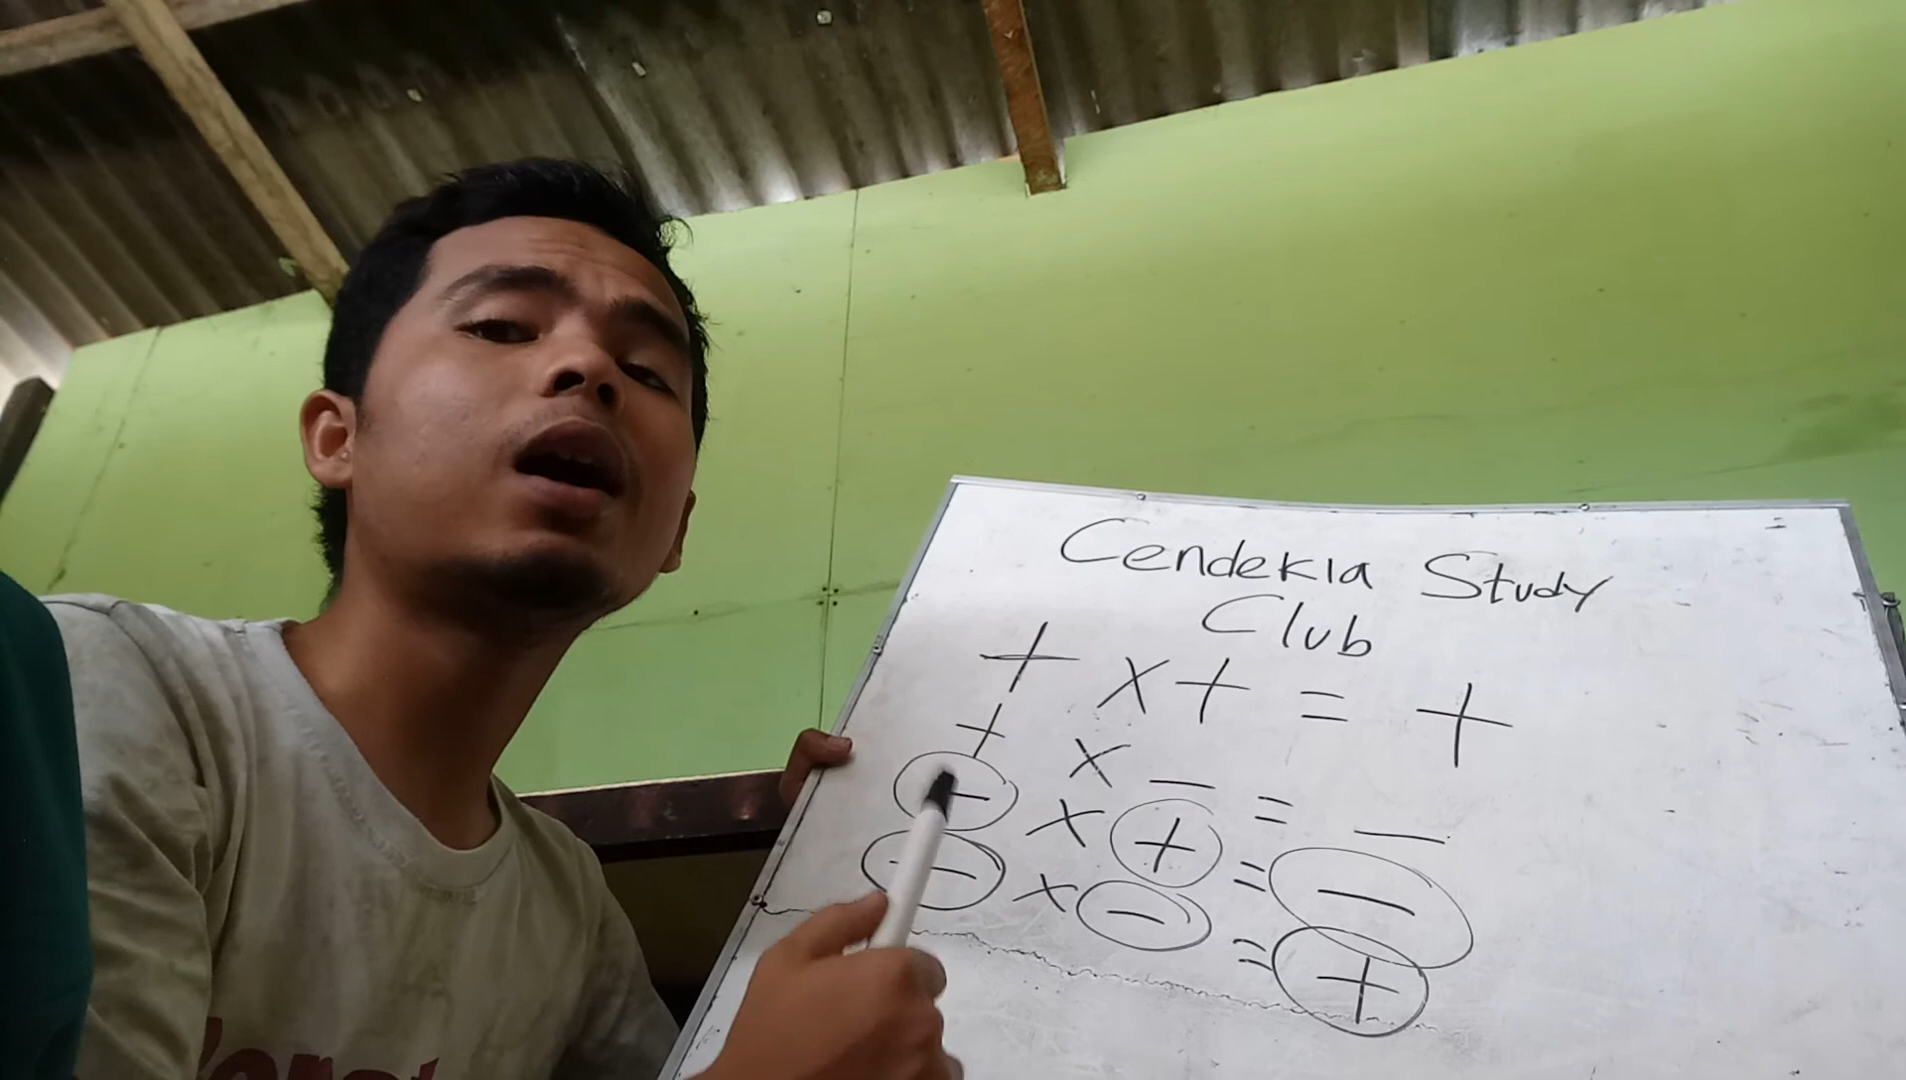 Cendekia Study
Club
+ x + = +
+ x - = -
- x + = -
- x - = +